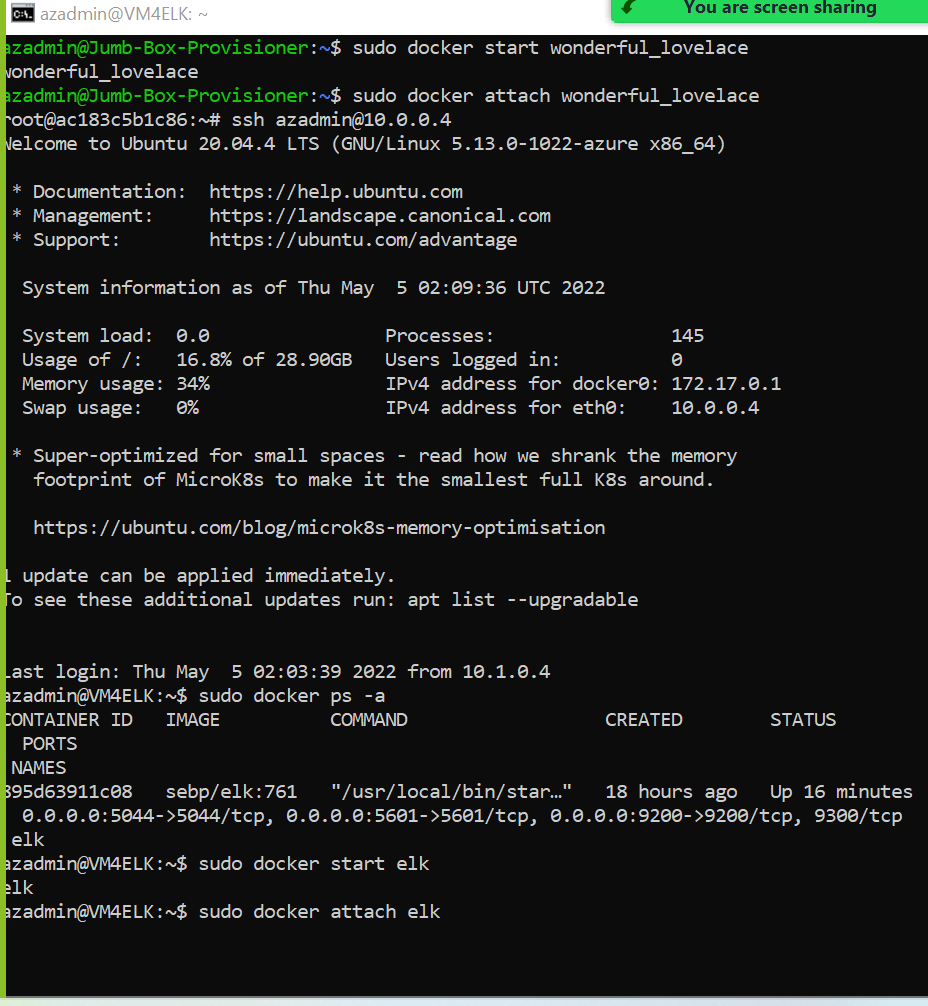 azadmin@VM4ELK: ~
You are screen sharing
azadmin@Jumb-Box-Provisioner:~$ sudo docker start wonderful_lovelace
wonderful_lovelace
azadmin@Jumb-Box-Provisioner:~$ sudo docker attach wonderful_lovelace
root@ac183c5b1c86:~# ssh azadmin@10.0.0.4
Welcome to Ubuntu 20.04.4 LTS (GNU/Linux 5.13.0-1022-azure x86_64)
* Documentation:  https://help.ubuntu.com
* Management:     https://landscape.canonical.com
* Support:        https://ubuntu.com/advantage
System information as of Thu May  5 02:09:36 UTC 2022
System load:  0.0                Processes:                145
Usage of /:   16.8% of 28.90GB   Users logged in:          0
Memory usage: 34%                IPv4 address for docker0: 172.17.0.1
Swap usage:   0%                 IPv4 address for eth0:    10.0.0.4
* Super-optimized for small spaces - read how we shrank the memory
footprint of MicroK8s to make it the smallest full K8s around.
https://ubuntu.com/blog/microk8s-memory-optimisation
1 update can be applied immediately.
To see these additional updates run: apt list --upgradable
Last login: Thu May  5 02:03:39 2022 from 10.1.0.4
azadmin@VM4ELK:~$ sudo docker ps -a
CONTAINER ID   IMAGE          COMMAND                  CREATED        STATUS
PORTS
NAMES
895d63911c08   sebp/elk:761   "/usr/local/bin/star…"   18 hours ago   Up 16 minutes
0.0.0.0:5044->5044/tcp, 0.0.0.0:5601->5601/tcp, 0.0.0.0:9200->9200/tcp, 9300/tcp
elk
azadmin@VM4ELK:~$ sudo docker start elk
elk
azadmin@VM4ELK:~$ sudo docker attach elk